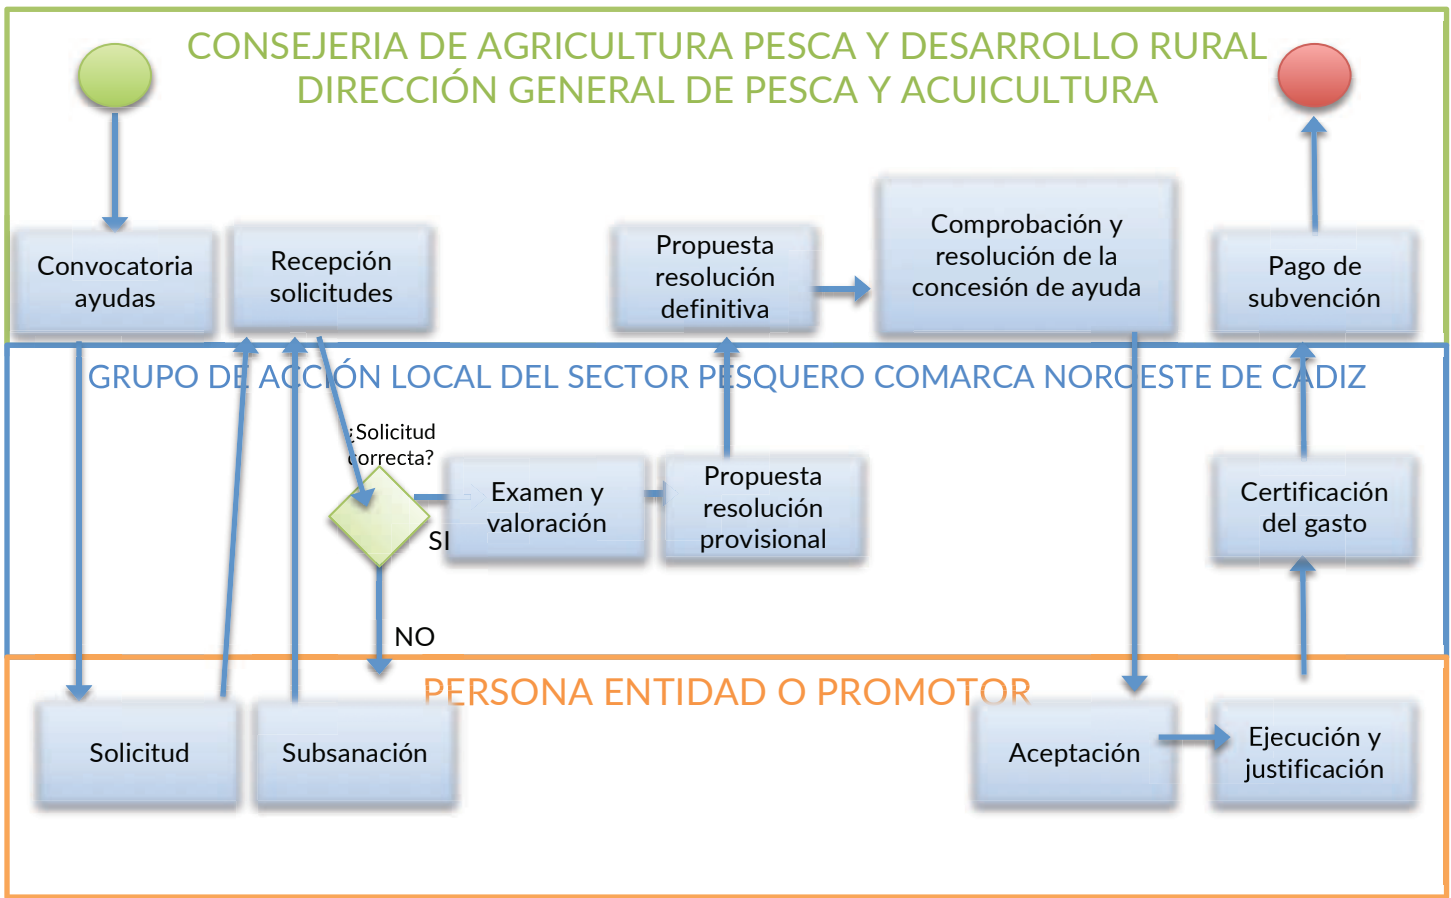 CONSEJERIA DE AGRICULTURA PESCA Y DESARROLLO RURAL
DIRECCIÓN GENERAL DE PESCA Y ACUICULTURA
Convocatoria
ayudas
Recepción
solicitudes
Propuesta
resolución
definitiva
Comprobación y
resolución de la
concesión de ayuda
Pago de
subvención
GRUPO DE ACCIÓN LOCAL DEL SECTOR PESQUERO COMARCA NOROESTE DE CÁDIZ
¿Solicitud
correcta?
SI
Examen y
valoración
Propuesta
resolución
provisional
Certificación
del gasto
NO
PERSONA ENTIDAD O PROMOTOR
Solicitud
Subsanación
Aceptación
Ejecución y
justificación